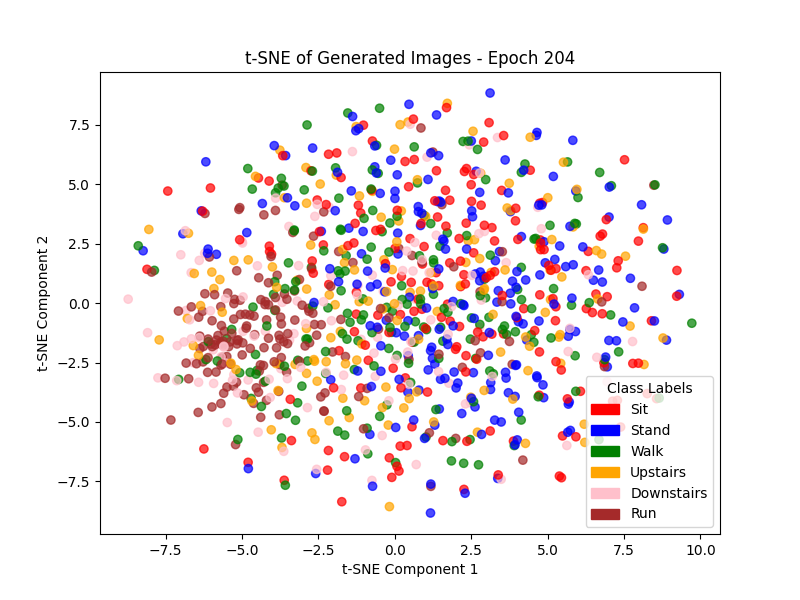 t-SNE of Generated Images - Epoch 204
t-SNE Component 2
7.5
5.0
2.5
0.0
−2.5
−5.0
−7.5
Class Labels
Sit
Stand
Walk
Upstairs
Downstairs
Run
−7.5 −5.0 −2.5 0.0 2.5 5.0 7.5 10.0
t-SNE Component 1